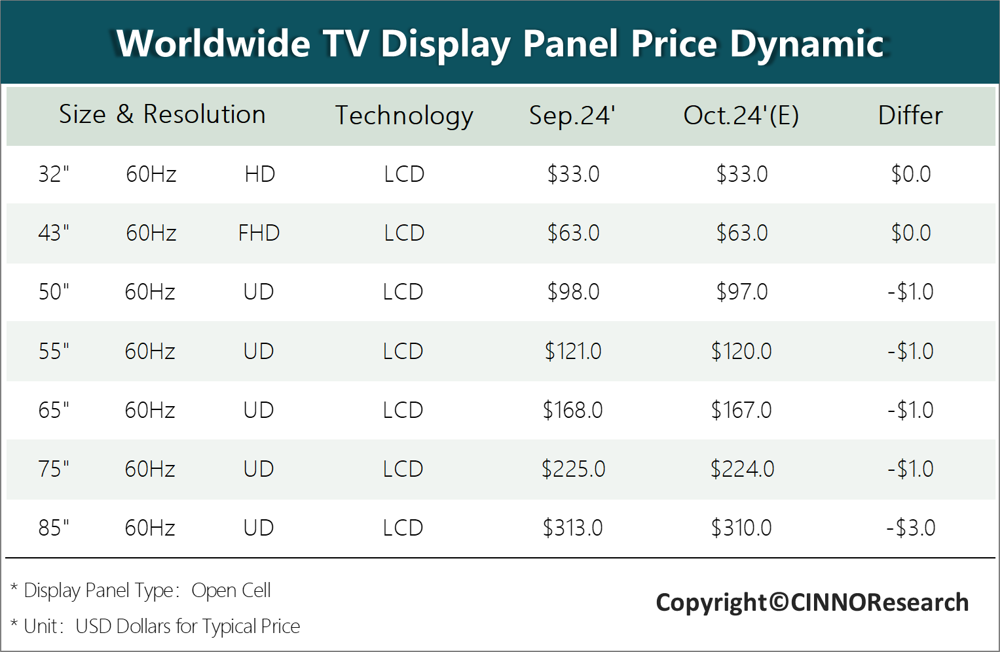 Worldwide TV Display Panel Price Dynamic
Size & Resolution Technology Sep.24' Oct.24'(E) Differ
32" 60Hz HD LCD $33.0 $33.0 $0.0
43" 60Hz FHD LCD $63.0 $63.0 $0.0
50" 60Hz UD LCD $98.0 $97.0 -$1.0
55" 60Hz UD LCD $121.0 $120.0 -$1.0
65" 60Hz UD LCD $168.0 $167.0 -$1.0
75" 60Hz UD LCD $225.0 $224.0 -$1.0
85" 60Hz UD LCD $313.0 $310.0 -$3.0
* Display Panel Type： Open Cell
* Unit： USD Dollars for Typical Price
Copyright©CINNOResearch